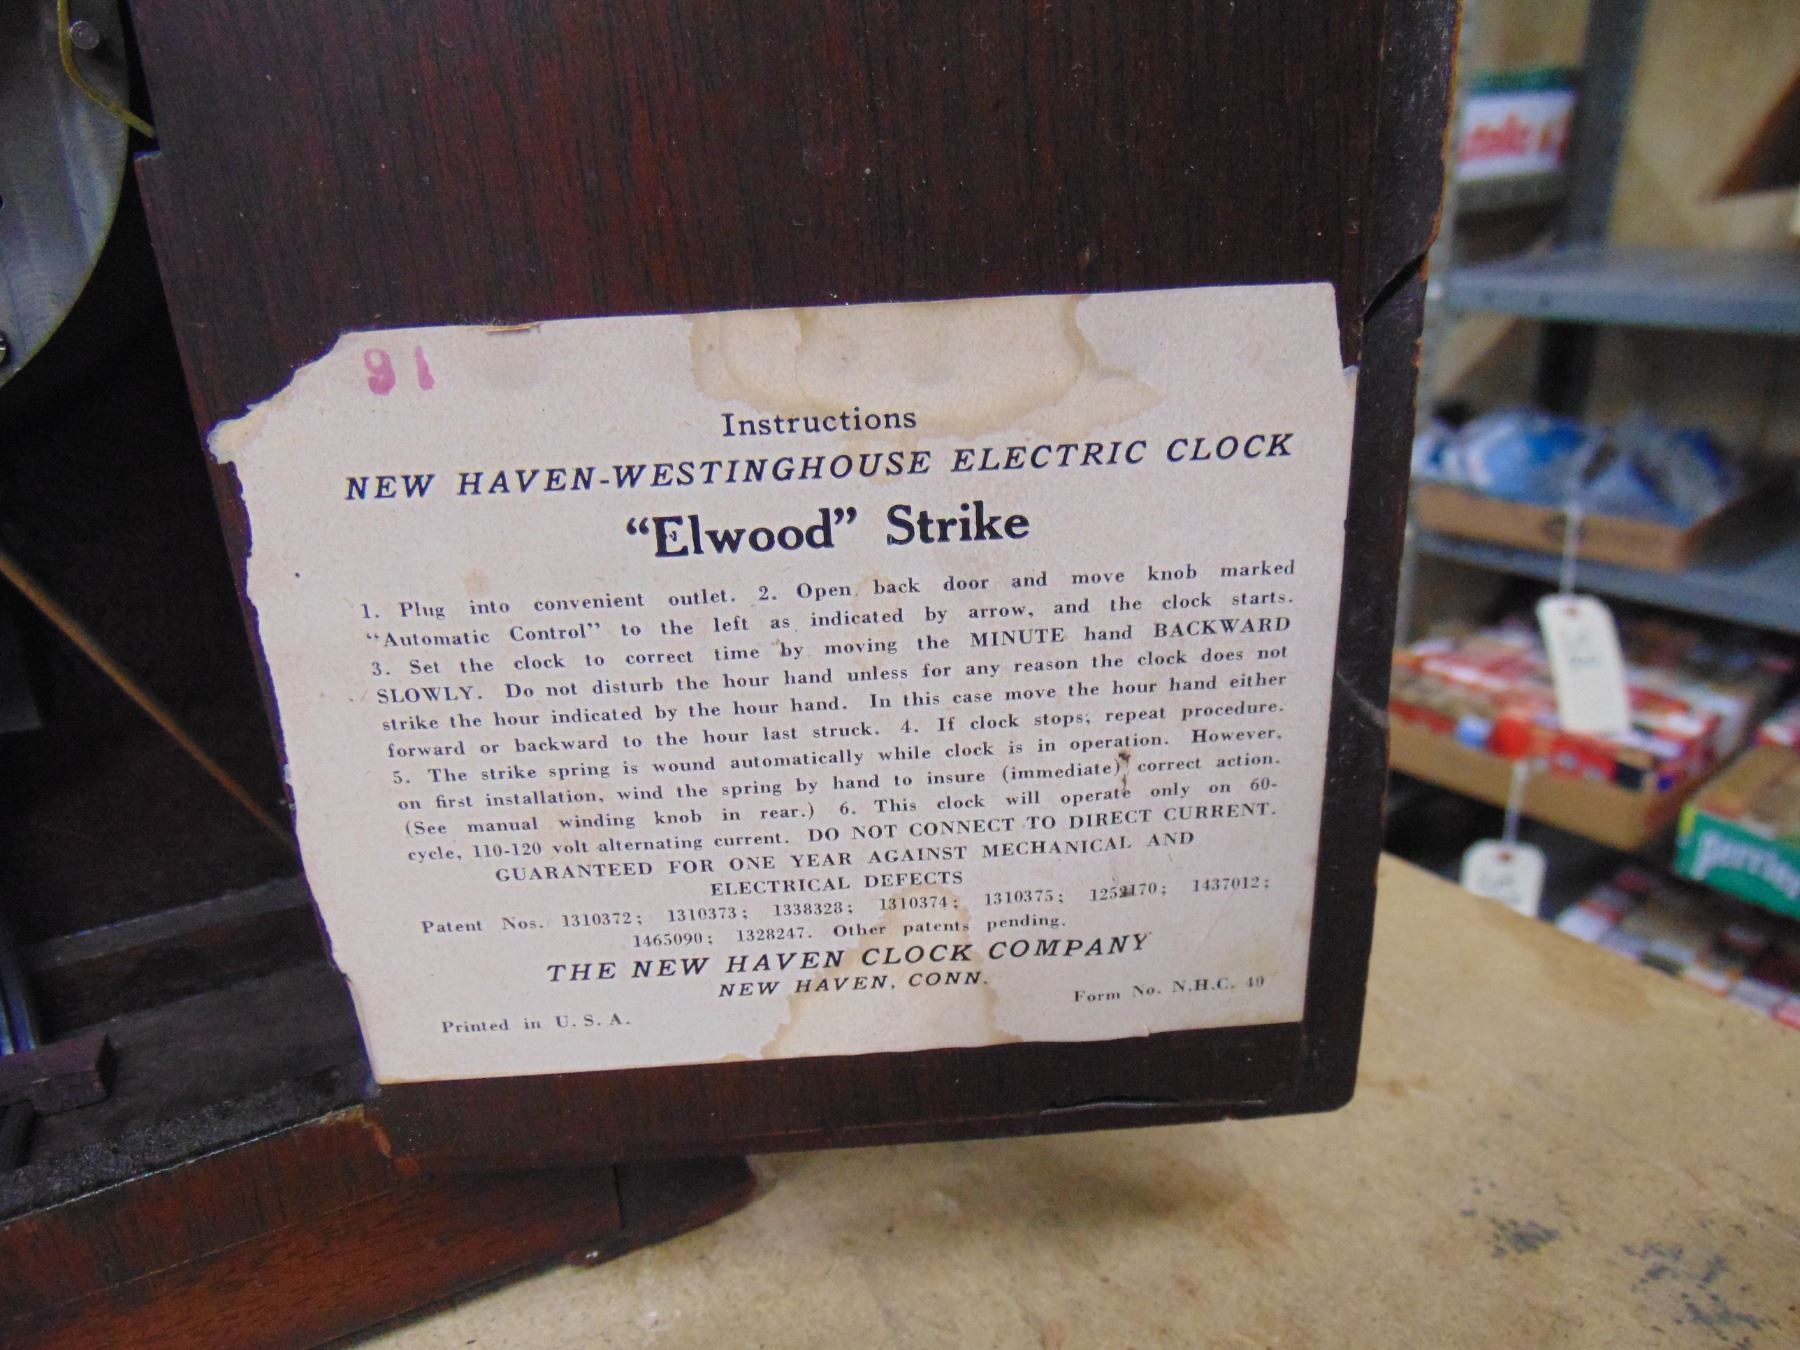 91
Instructions
NEW HAVEN-WESTINGHOUSE ELECTRIC CLOCK
“Elwood” Strike
1. Plug into convenient outlet. 2. Open back door and move knob marked
“Automatic Control” to the left as indicated by arrow, and the clock starts.
3. Set the clock to correct time by moving the MINUTE hand BACKWARD
SLOWLY. Do not disturb the hour hand unless for any reason the clock does not
strike the hour indicated by the hour hand. In this case move the hour hand either
forward or backward to the hour last struck. 4. If clock stops, repeat procedure.
5. The strike spring is wound automatically while clock is in operation. However,
on first installation, wind the spring by hand to insure (immediate) correct action.
(See manual winding knob in rear.) 6. This clock will operate only on 60-
cycle, 110-120 volt alternating current. DO NOT CONNECT TO DIRECT CURRENT.
GUARANTEED FOR ONE YEAR AGAINST MECHANICAL AND
ELECTRICAL DEFECTS
Patent Nos. 1310372; 1310373; 1338328; 1310374; 1310375; 1437012;
1465090; 1328247. Other patents pending.
THE NEW HAVEN CLOCK COMPANY
NEW HAVEN, CONN.
Printed in U. S. A.
Form No. N.H.C. 49
perrier